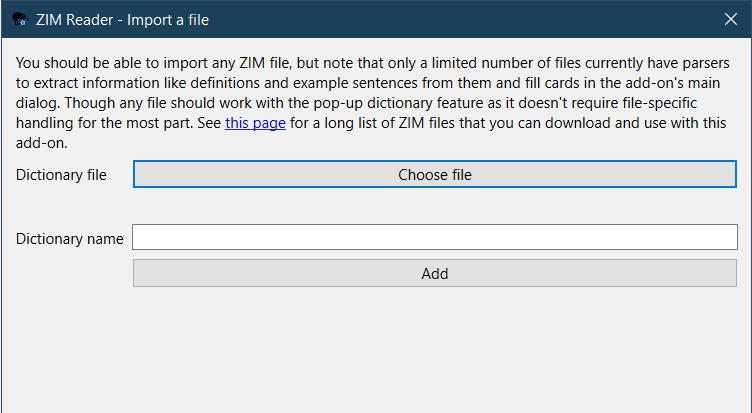 ZIM Reader - Import a file
You should be able to import any ZIM file, but note that only a limited number of files currently have parsers
to extract information like definitions and example sentences from them and fill cards in the add-on's main
dialog. Though any file should work with the pop-up dictionary feature as it doesn't require file-specific
handling for the most part. See this page for a long list of ZIM files that you can download and use with this
add-on.
Dictionary file
Choose file
Dictionary name
Add